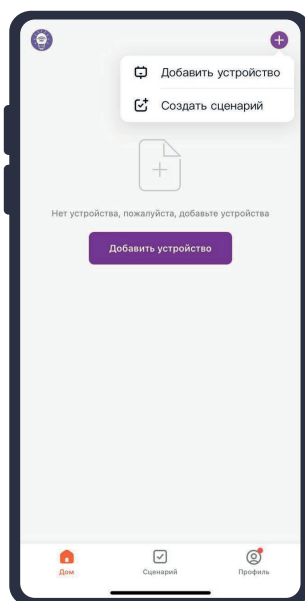 Добавить устройство
Создать сценарий
Нет устройства, пожалуйста, добавьте устройства
Добавить устройство
Дом
Сценарий
Профиль